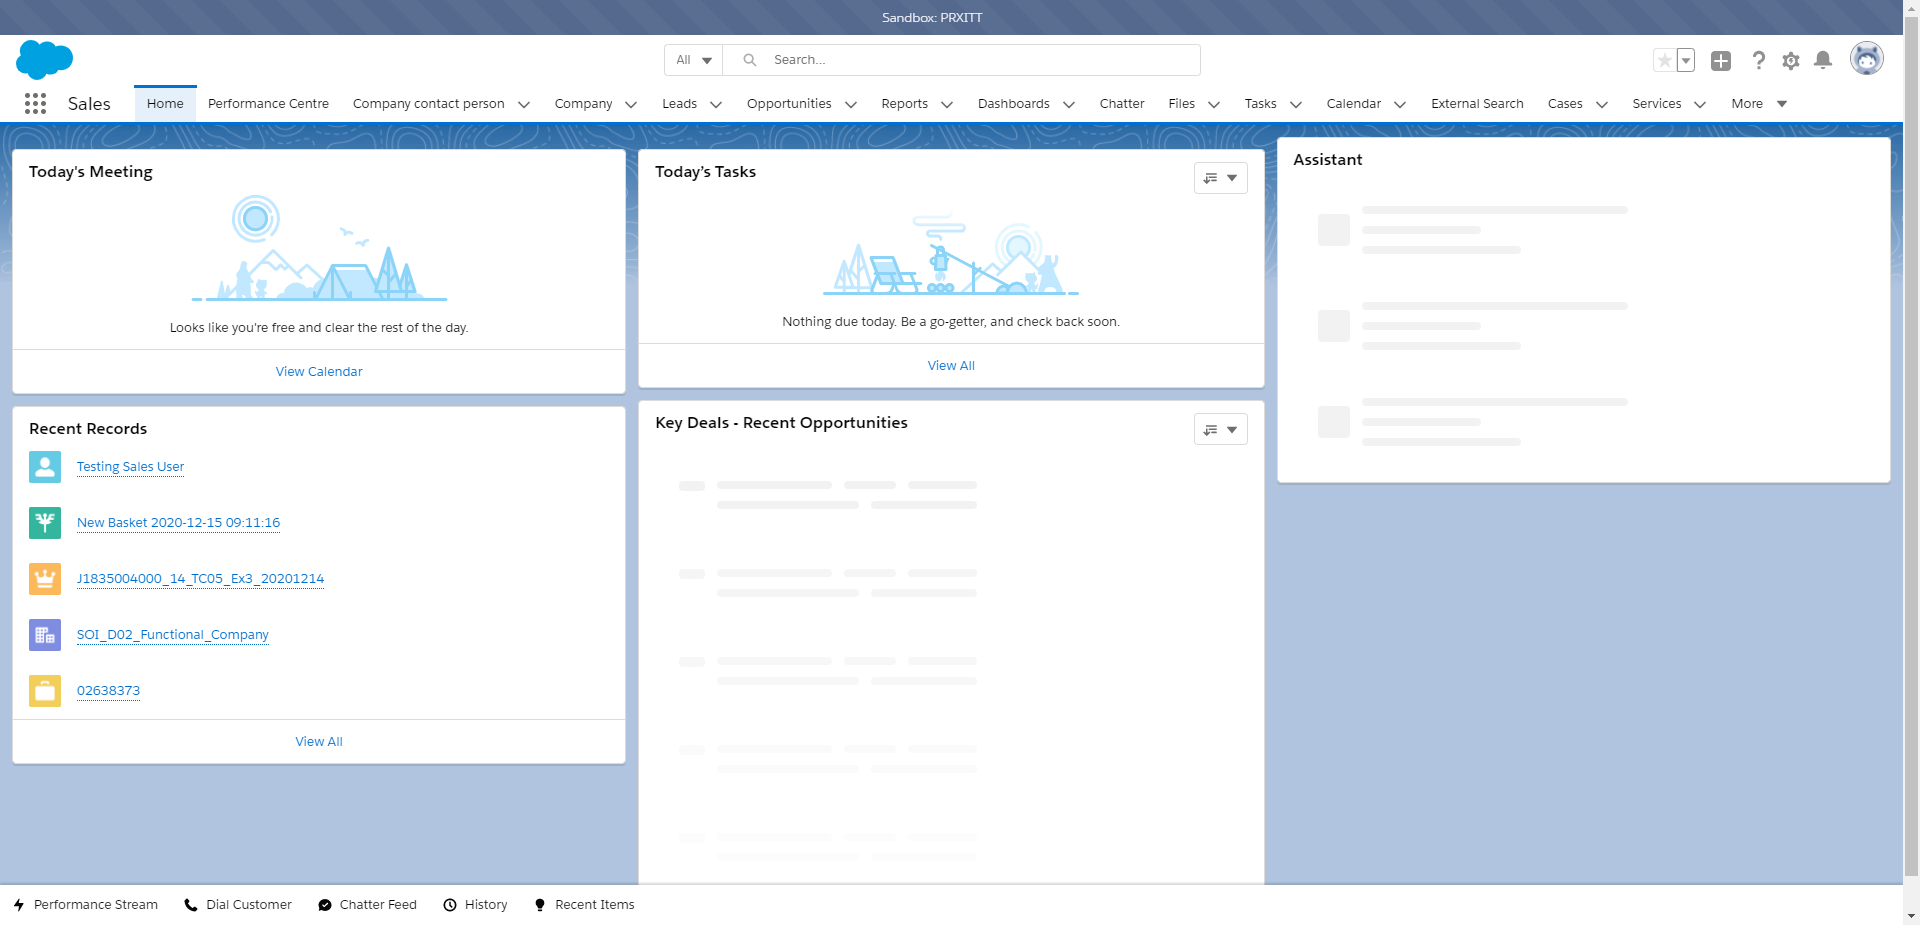 Sandbox: PRXITT
All
Search...
Sales
Home
Performance Centre
Company contact person
Company
Leads
Opportunities
Reports
Dashboards
Chatter
Files
Tasks
Calendar
External Search
Cases
Services
More
Today's Meeting
Looks like you're free and clear the rest of the day.
View Calendar
Recent Records
Testing Sales User
New Basket 2020-12-15 09:11:16
J1835004000_14_TC05_Ex3_20201214
SOI_D02_Functional_Company
02638373
View All
Today's Tasks
Nothing due today. Be a go-getter, and check back soon.
View All
Key Deals - Recent Opportunities
Assistant
Performance Stream
Dial Customer
Chatter Feed
History
Recent Items